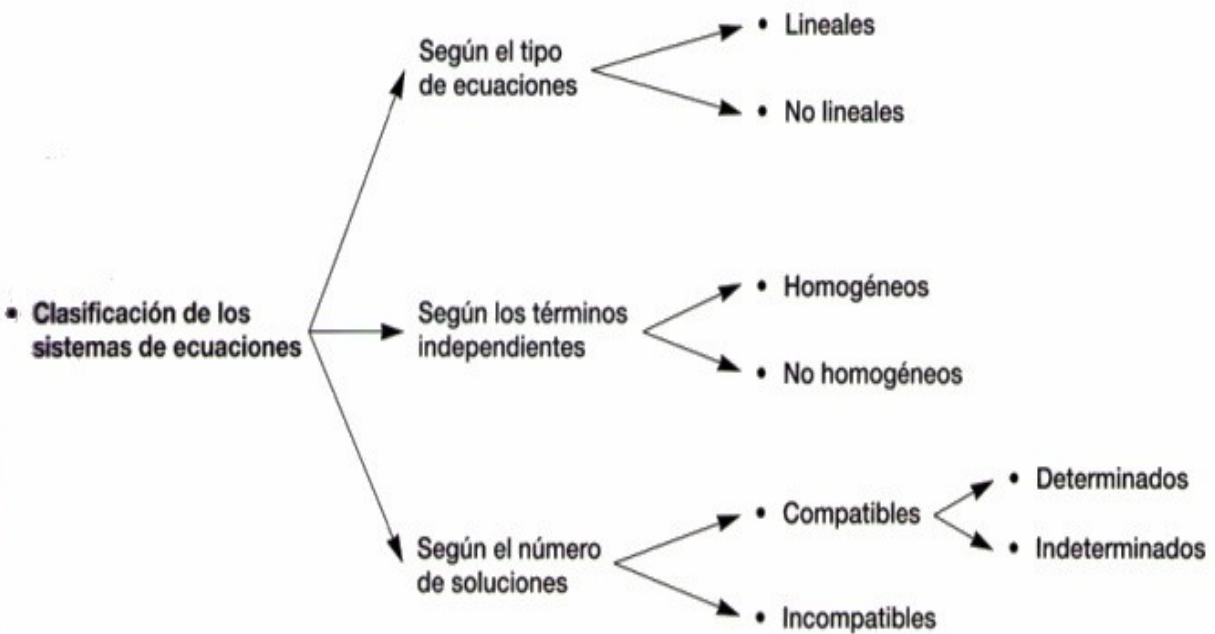 • Clasificación de los
sistemas de ecuaciones
Según el tipo
de ecuaciones
• Lineales
• No lineales
Según los términos
independientes
• Homogéneos
• No homogéneos
Según el número
de soluciones
• Compatibles
• Determinados
• Indeterminados
• Incompatibles